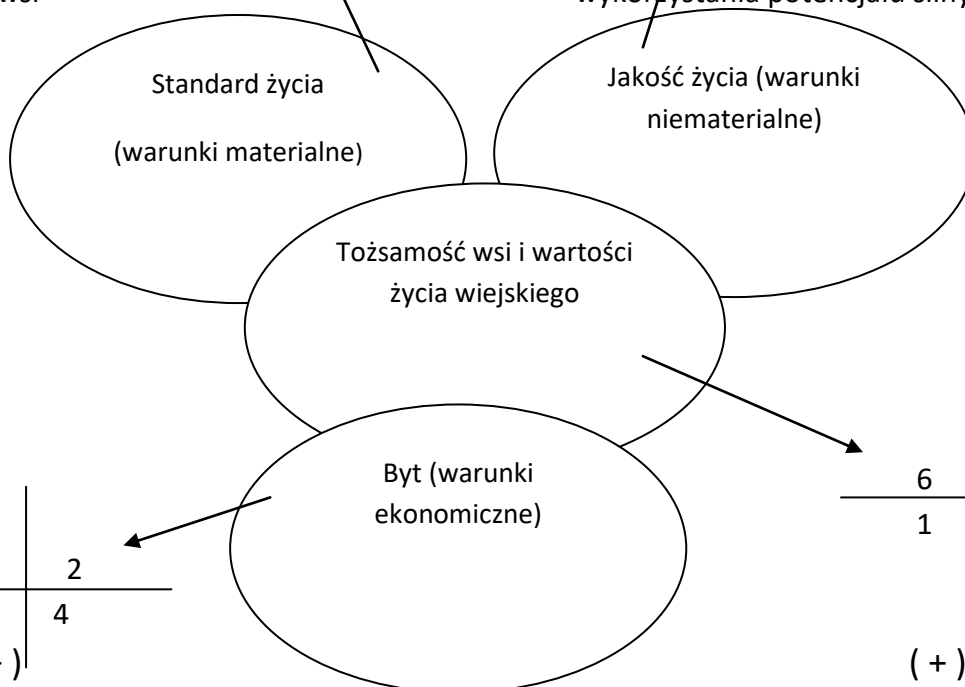 Standard życia
(warunki materialne)
Jakość życia (warunki
niematerialne)
Tożsamość wsi i wartości
życia wiejskiego
Byt (warunki
ekonomiczne)
6
1
2
4
)
( + )